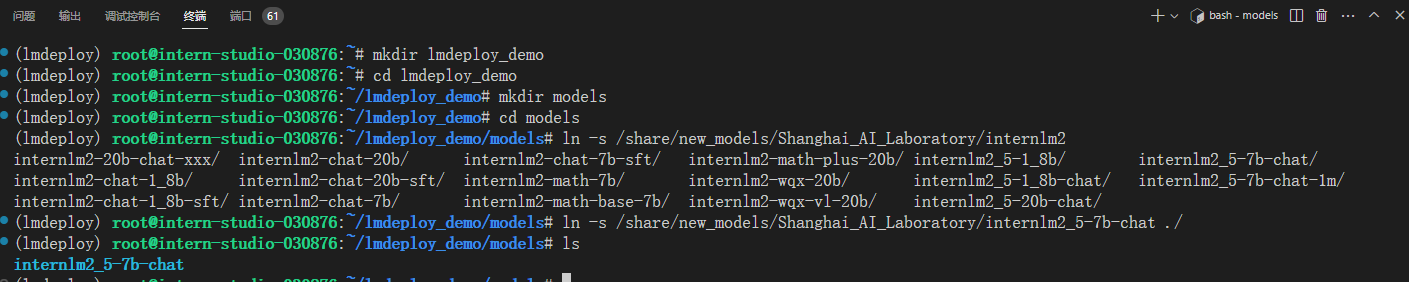 问题 输出 调试控制台 终端 端口 61 bash - models
(lmdeploy) root@intern-studio-030876:~# mkdir lmdeploy_demo
(lmdeploy) root@intern-studio-030876:~# cd lmdeploy_demo
(lmdeploy) root@intern-studio-030876:~/lmdeploy_demo# mkdir models
(lmdeploy) root@intern-studio-030876:~/lmdeploy_demo# cd models
(lmdeploy) root@intern-studio-030876:~/lmdeploy_demo/models# ln -s /share/new_models/Shanghai_AI_Laboratory/internlm2
internlm2-20b-chat-xxx/ internlm2-chat-20b/ internlm2-chat-7b-sft/ internlm2-math-plus-20b/ internlm2_5-1_8b/ internlm2_5-7b-chat/
internlm2-chat-1_8b/ internlm2-chat-20b-sft/ internlm2-math-7b/ internlm2-wqx-20b/ internlm2_5-1_8b-chat/ internlm2_5-7b-chat-1m/
internlm2-chat-1_8b-sft/ internlm2-chat-7b/ internlm2-math-base-7b/ internlm2-wqx-vl-20b/ internlm2_5-20b-chat/
(lmdeploy) root@intern-studio-030876:~/lmdeploy_demo/models# ln -s /share/new_models/Shanghai_AI_Laboratory/internlm2_5-7b-chat ./
(lmdeploy) root@intern-studio-030876:~/lmdeploy_demo/models# ls
internlm2_5-7b-chat
(lmdeploy) root@intern-studio-030876:~/lmdeploy_demo/models#